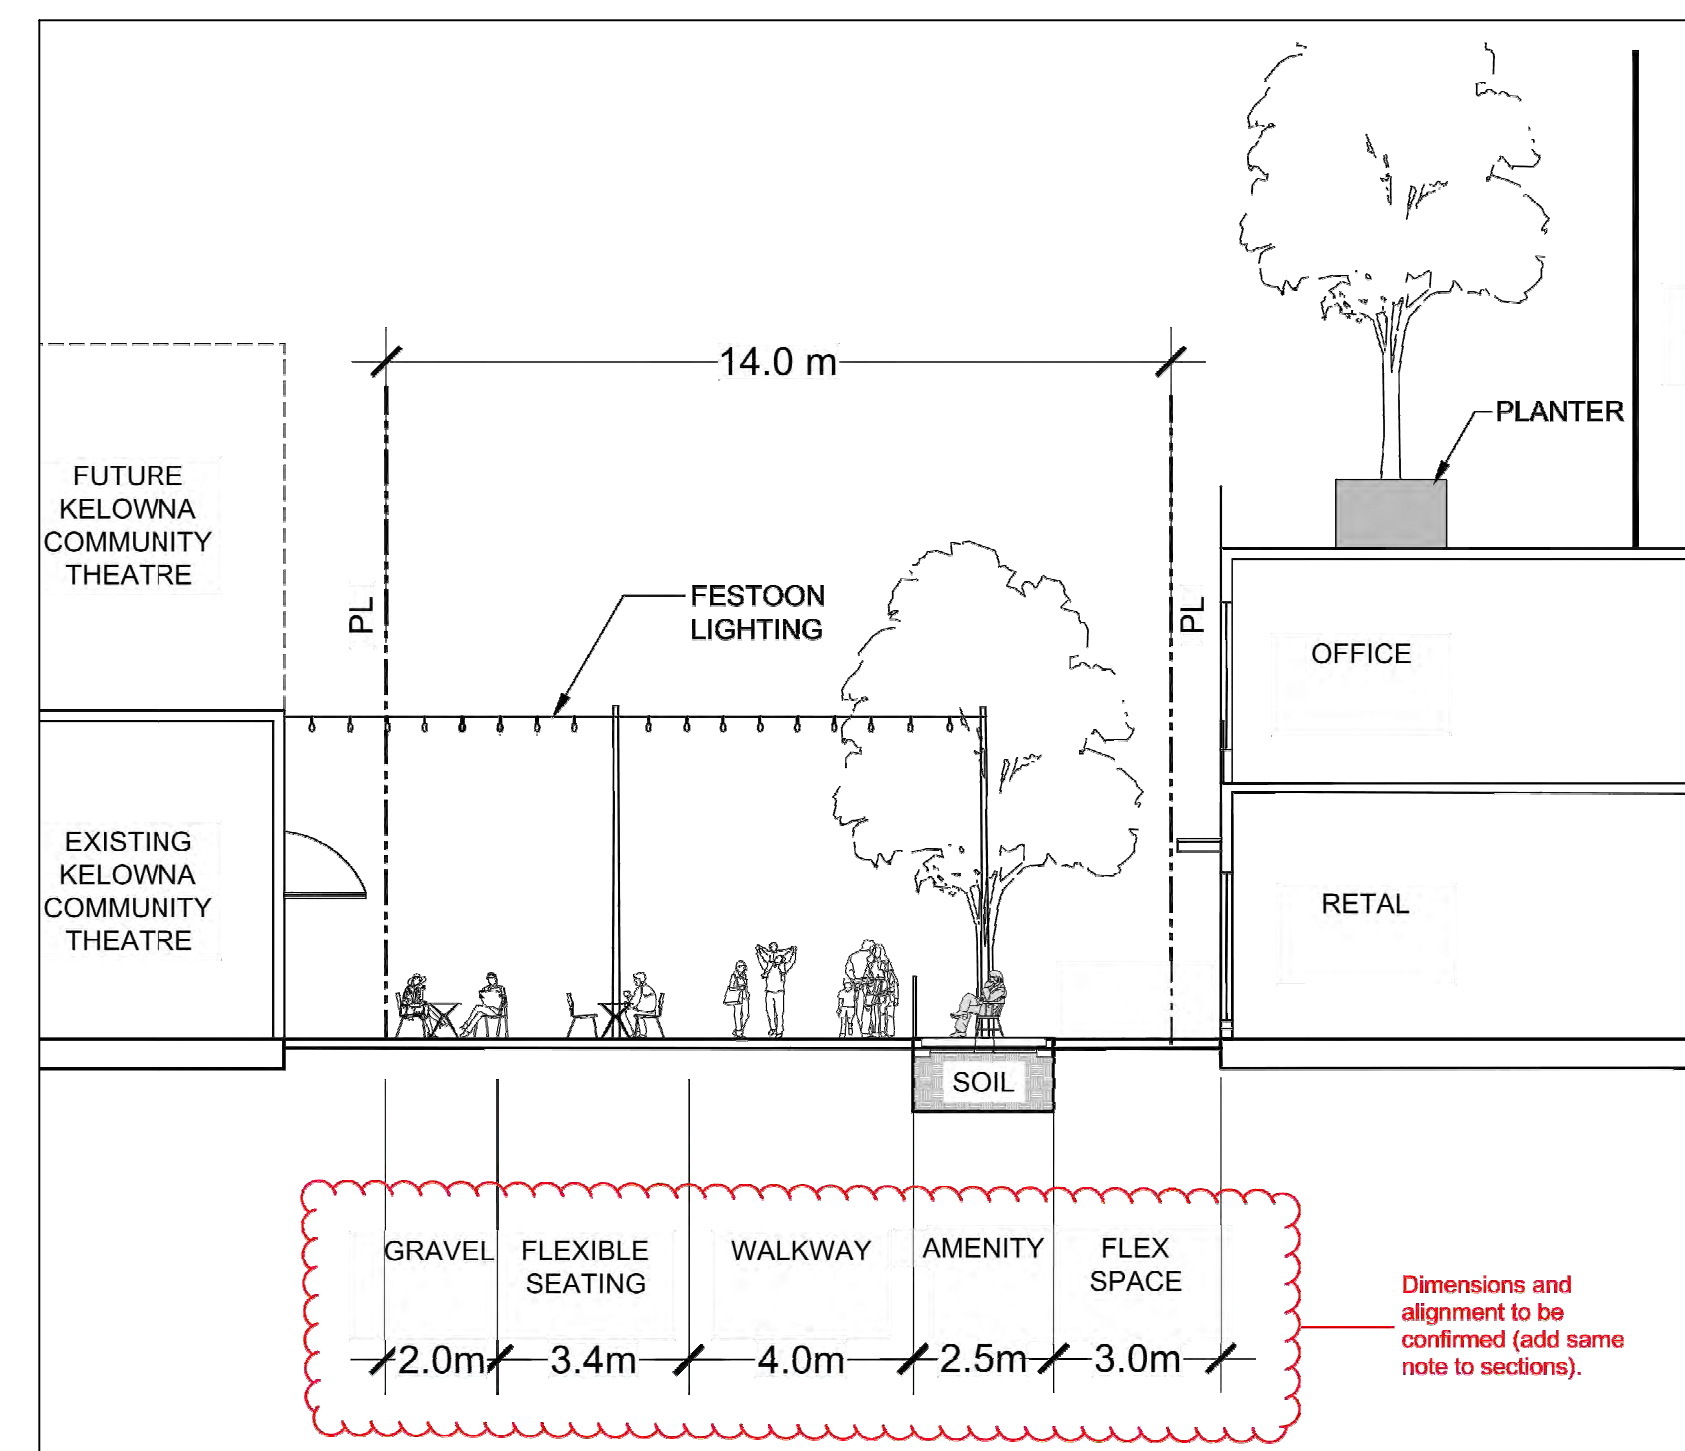 14.0 m
PLANTER
FUTURE
KELOWNA
COMMUNITY
THEATRE
PL
FESTOON
LIGHTING
PL
OFFICE
EXISTING
KELOWNA
COMMUNITY
THEATRE
RETAL
SOIL
GRAVEL
FLEXIBLE
SEATING
WALKWAY
AMENITY
FLEX
SPACE
2.0m
3.4m
4.0m
2.5m
3.0m
Dimensions and
alignment to be
confirmed (add same
note to sections).